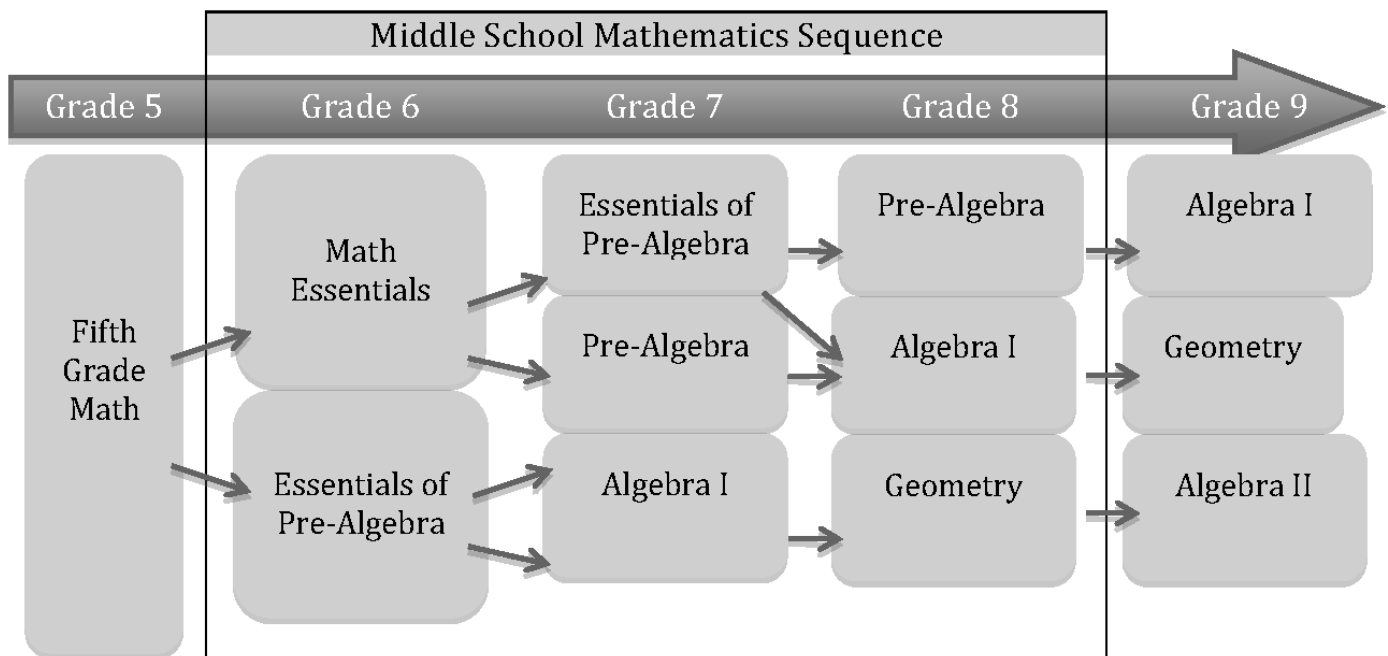 Middle School Mathematics Sequence
Grade 5
Grade 6
Grade 7
Grade 8
Grade 9
Fifth
Grade
Math
Math
Essentials
Essentials of
Pre-Algebra
Essentials of
Pre-Algebra
Pre-Algebra
Algebra I
Pre-Algebra
Algebra I
Geometry
Algebra I
Geometry
Algebra II